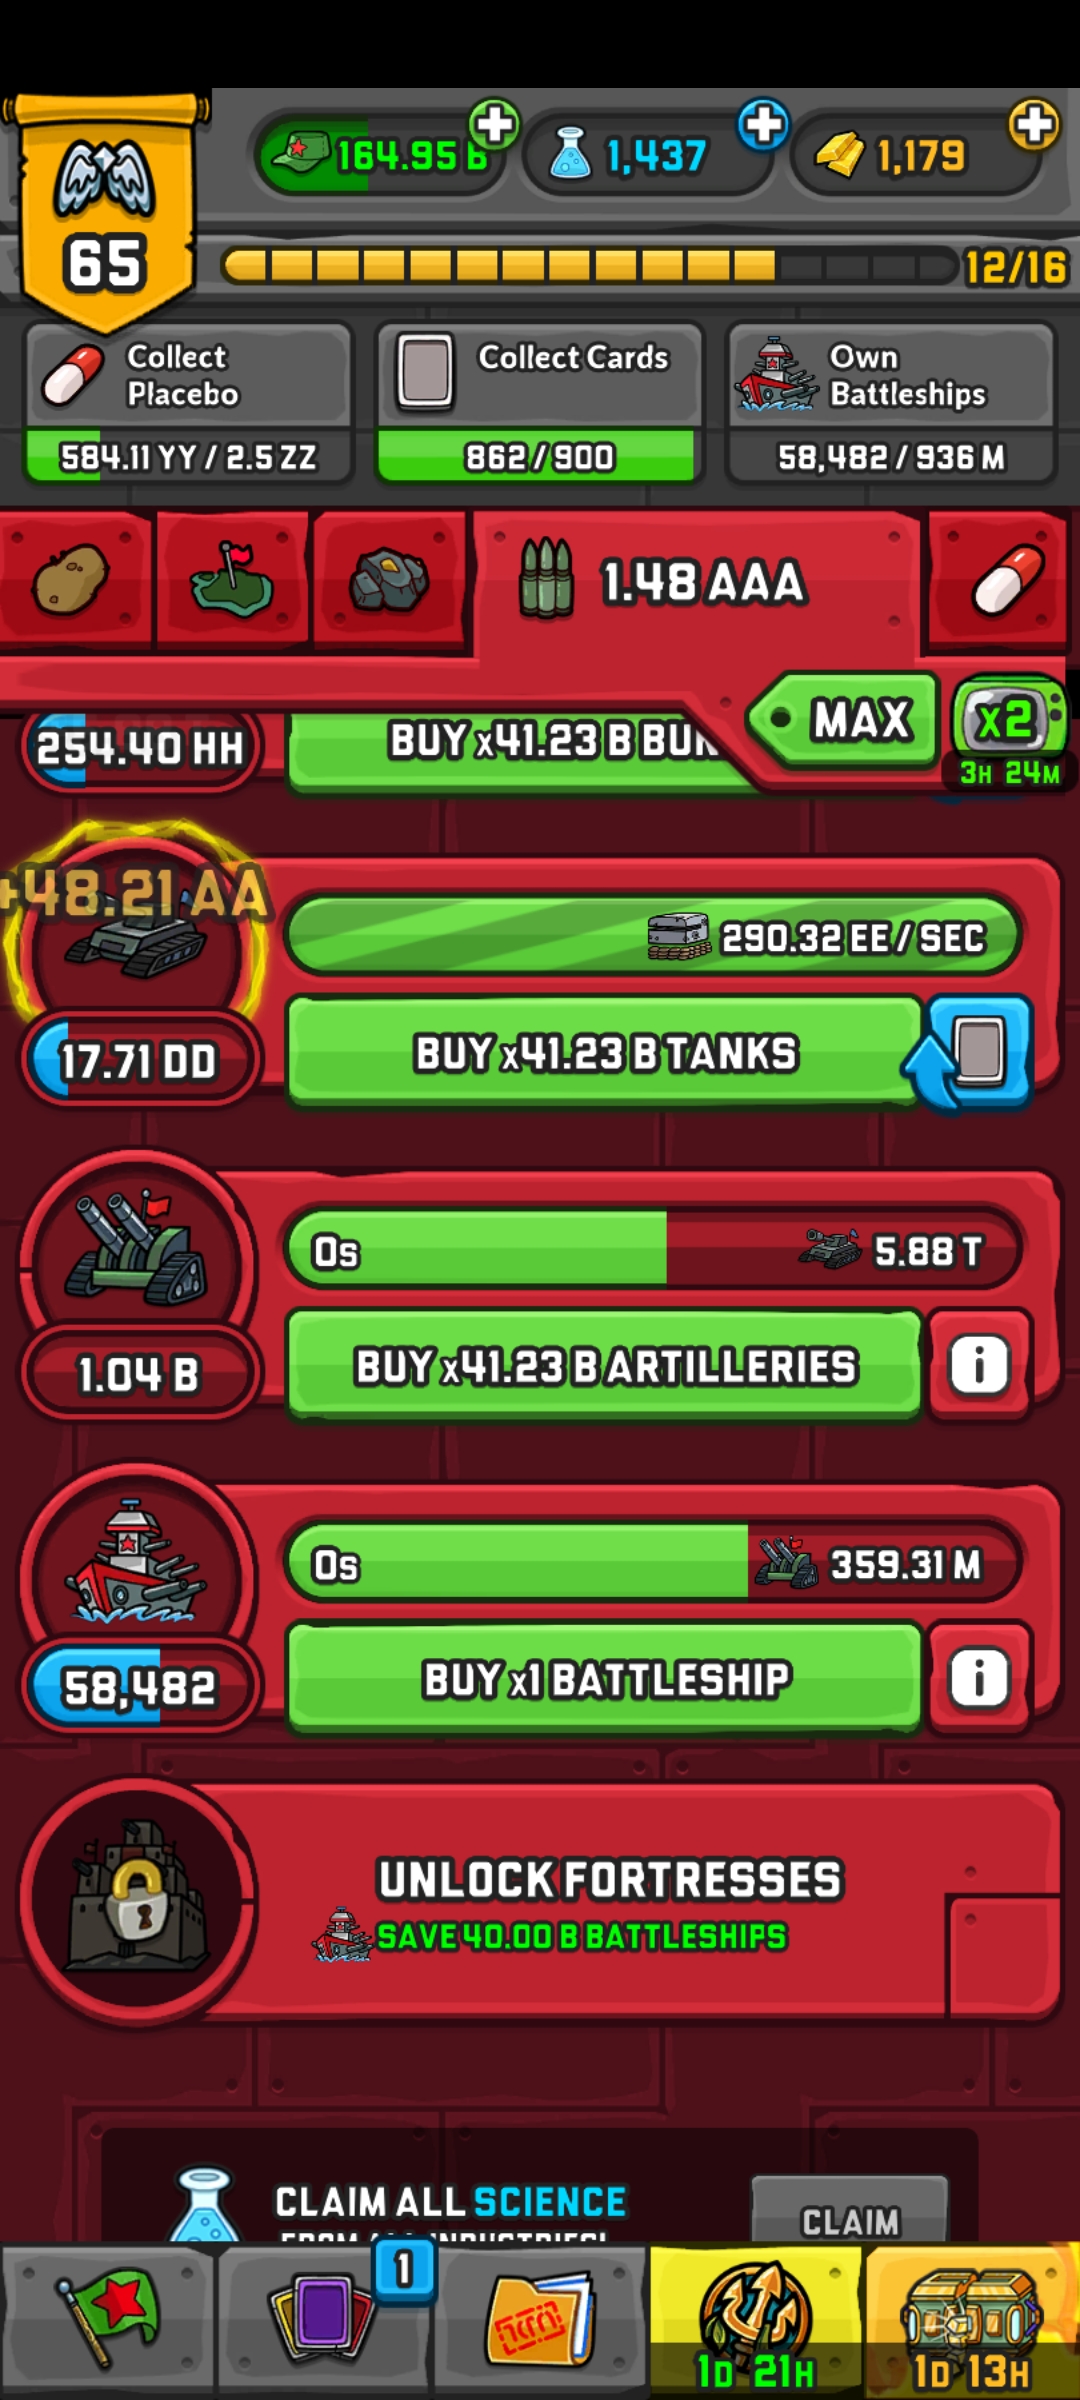 164.95 B
1,437
1,179
65
12/16
Collect
Placebo
Collect Cards
Own
Battleships
584.11 YY / 2.5 ZZ
862/900
58,482/936 M
1.48 AAA
MAX
x2
3H 24M
254.40 HH
BUY x41.23 B
+48.21 AA
290.32 EE / SEC
17.71 DD
BUY x41.23 B TANKS
0s
5.88 T
1.04 B
BUY x41.23 B ARTILLERIES
i
0s
359.31 M
58,482
BUY x1 BATTLESHIP
i
UNLOCK FORTRESSES
SAVE 40.00 B BATTLESHIPS
CLAIM ALL SCIENCE
FROM ALL INDUSTRIES!
CLAIM
1
1D 21H
1D 13H